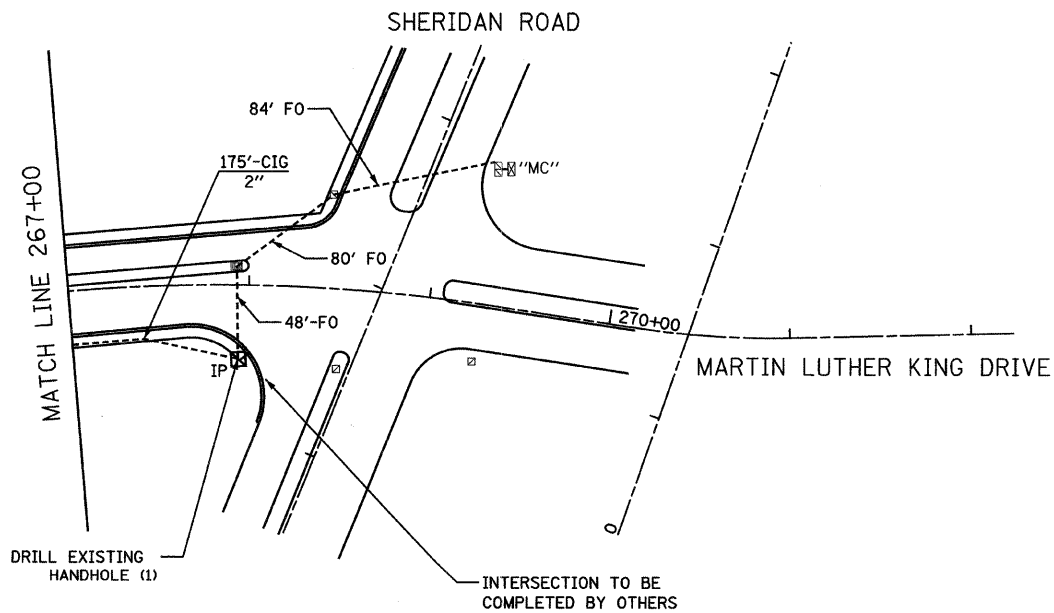 SHERIDAN ROAD
84' FO
175'-CIG
2"
"MC"
MATCH LINE 267+00
80' FO
48'-FO
270+00
IP
MARTIN LUTHER KING DRIVE
0
DRILL EXISTING
HANDHOLE (1)
INTERSECTION TO BE
COMPLETED BY OTHERS